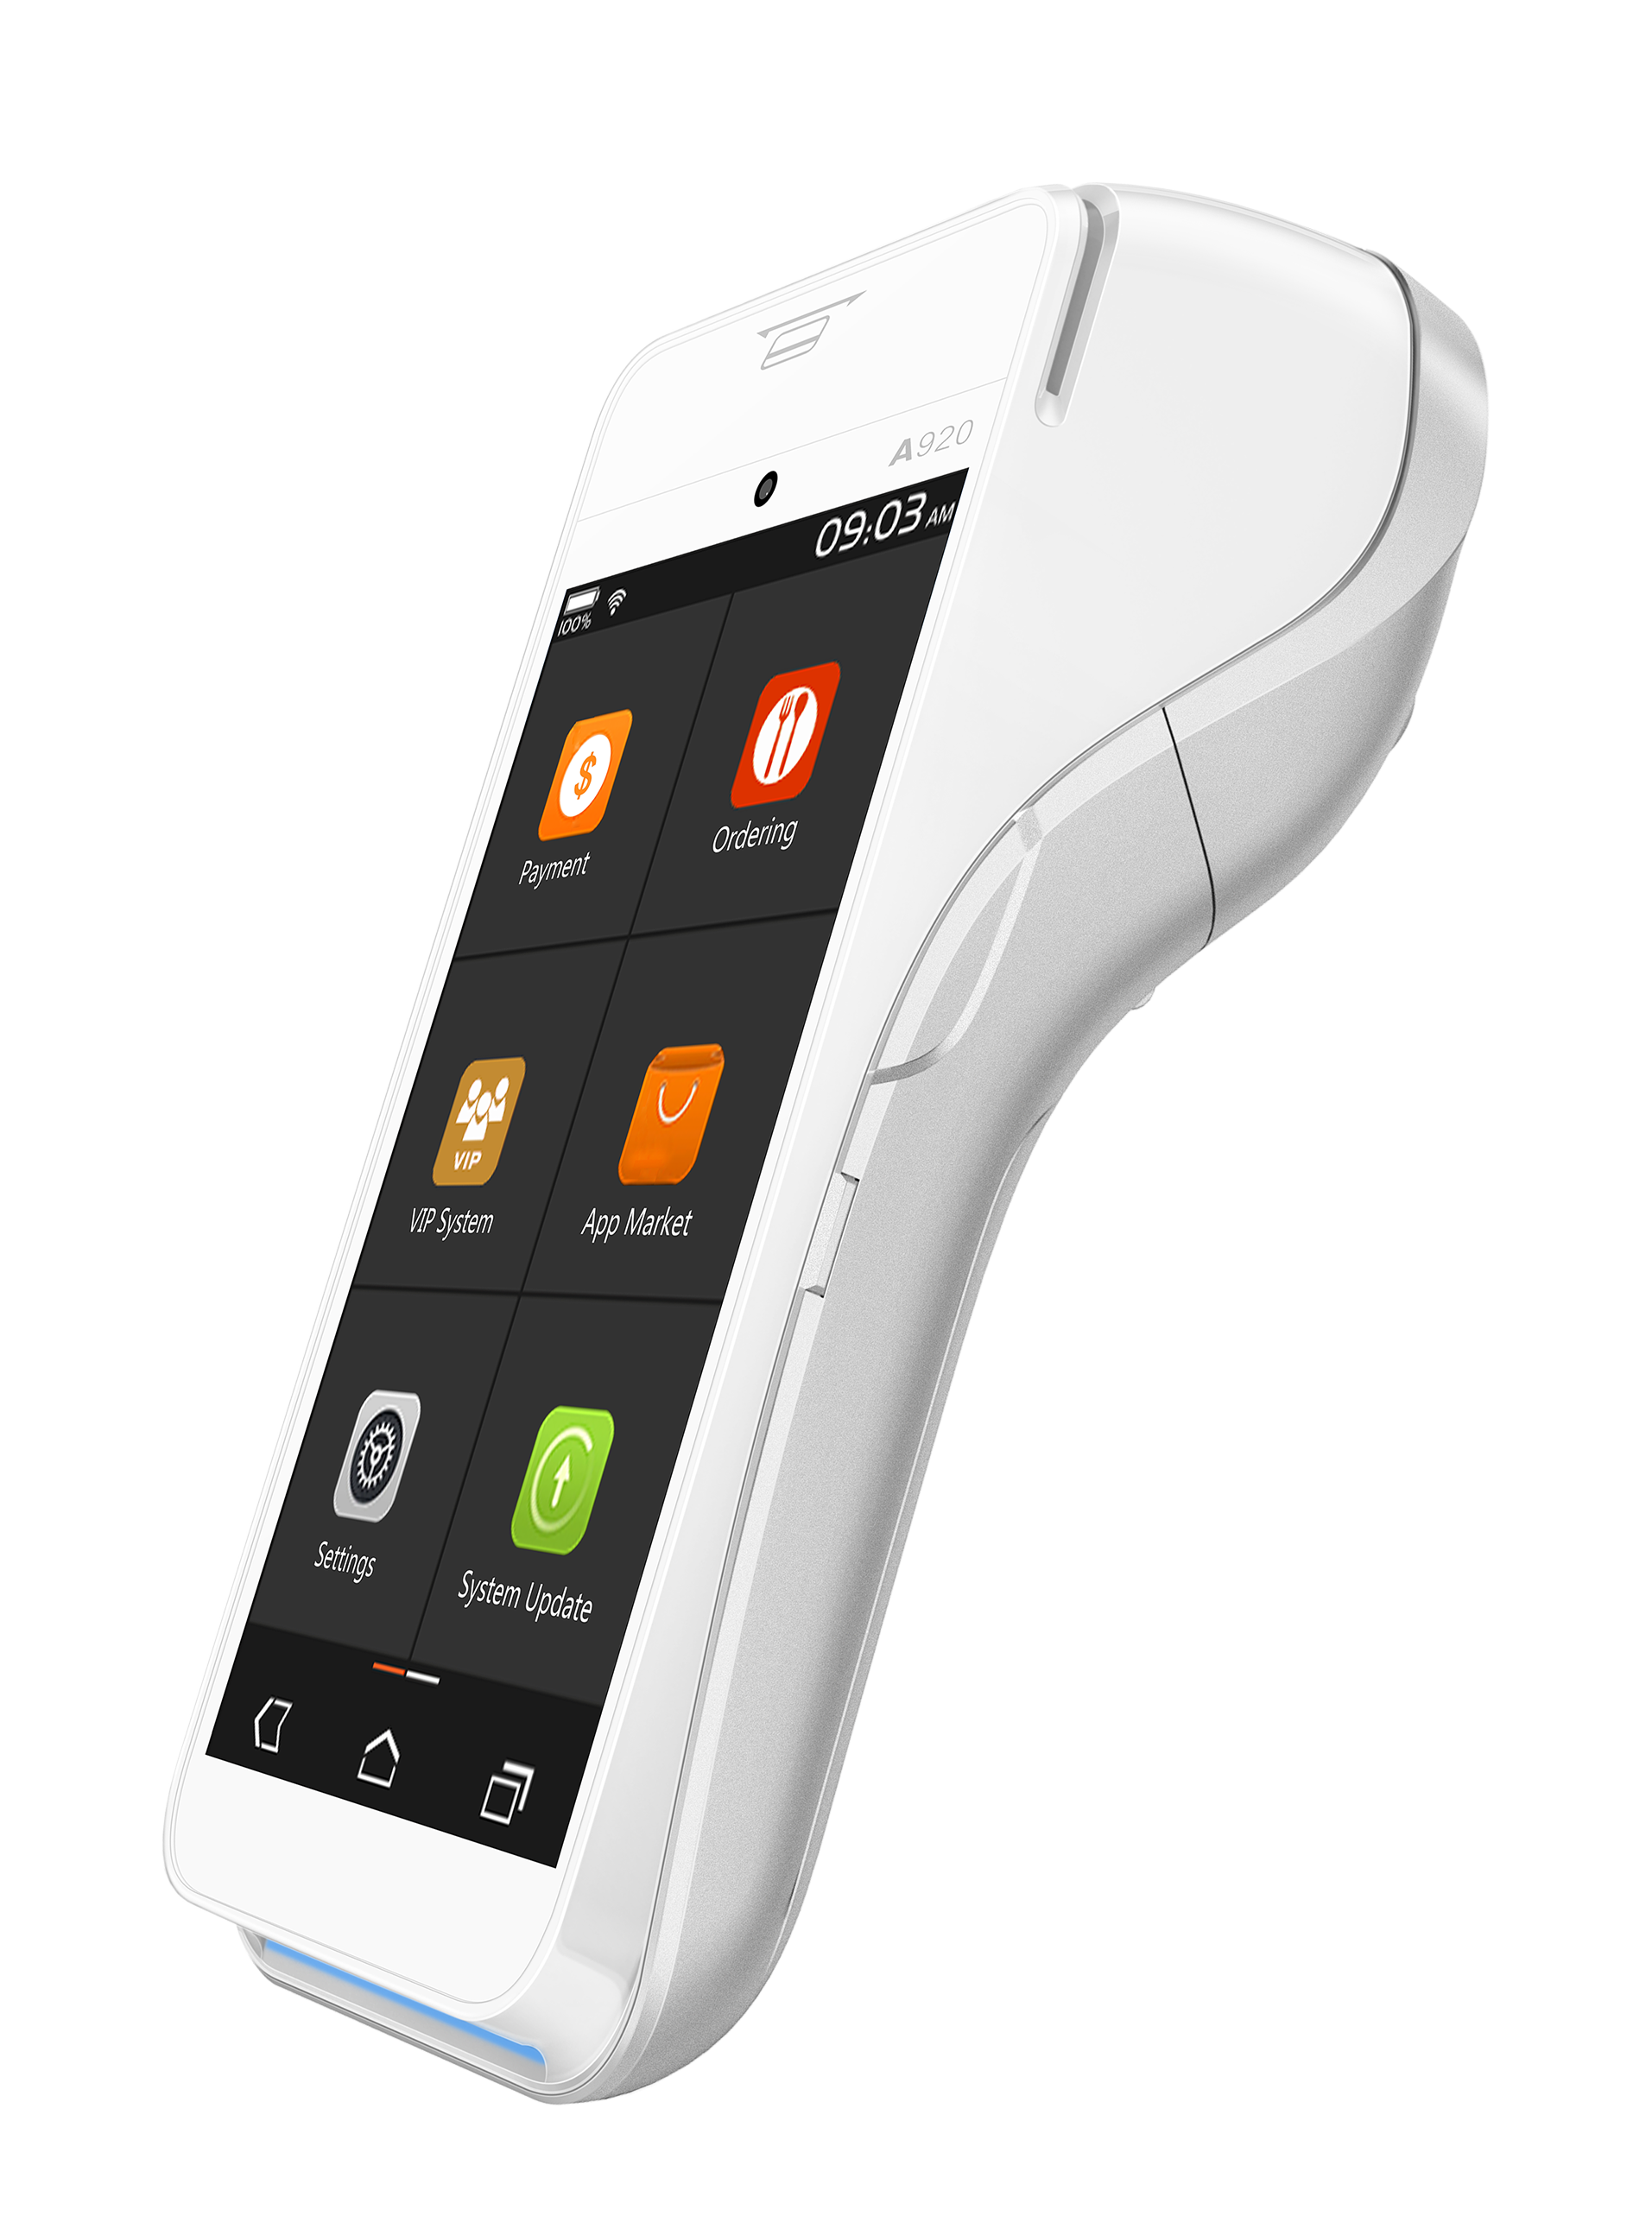 A920
09:03 AM
100%
$
Payment
Ordering
VIP
VIP System
App Market
Settings
System Update